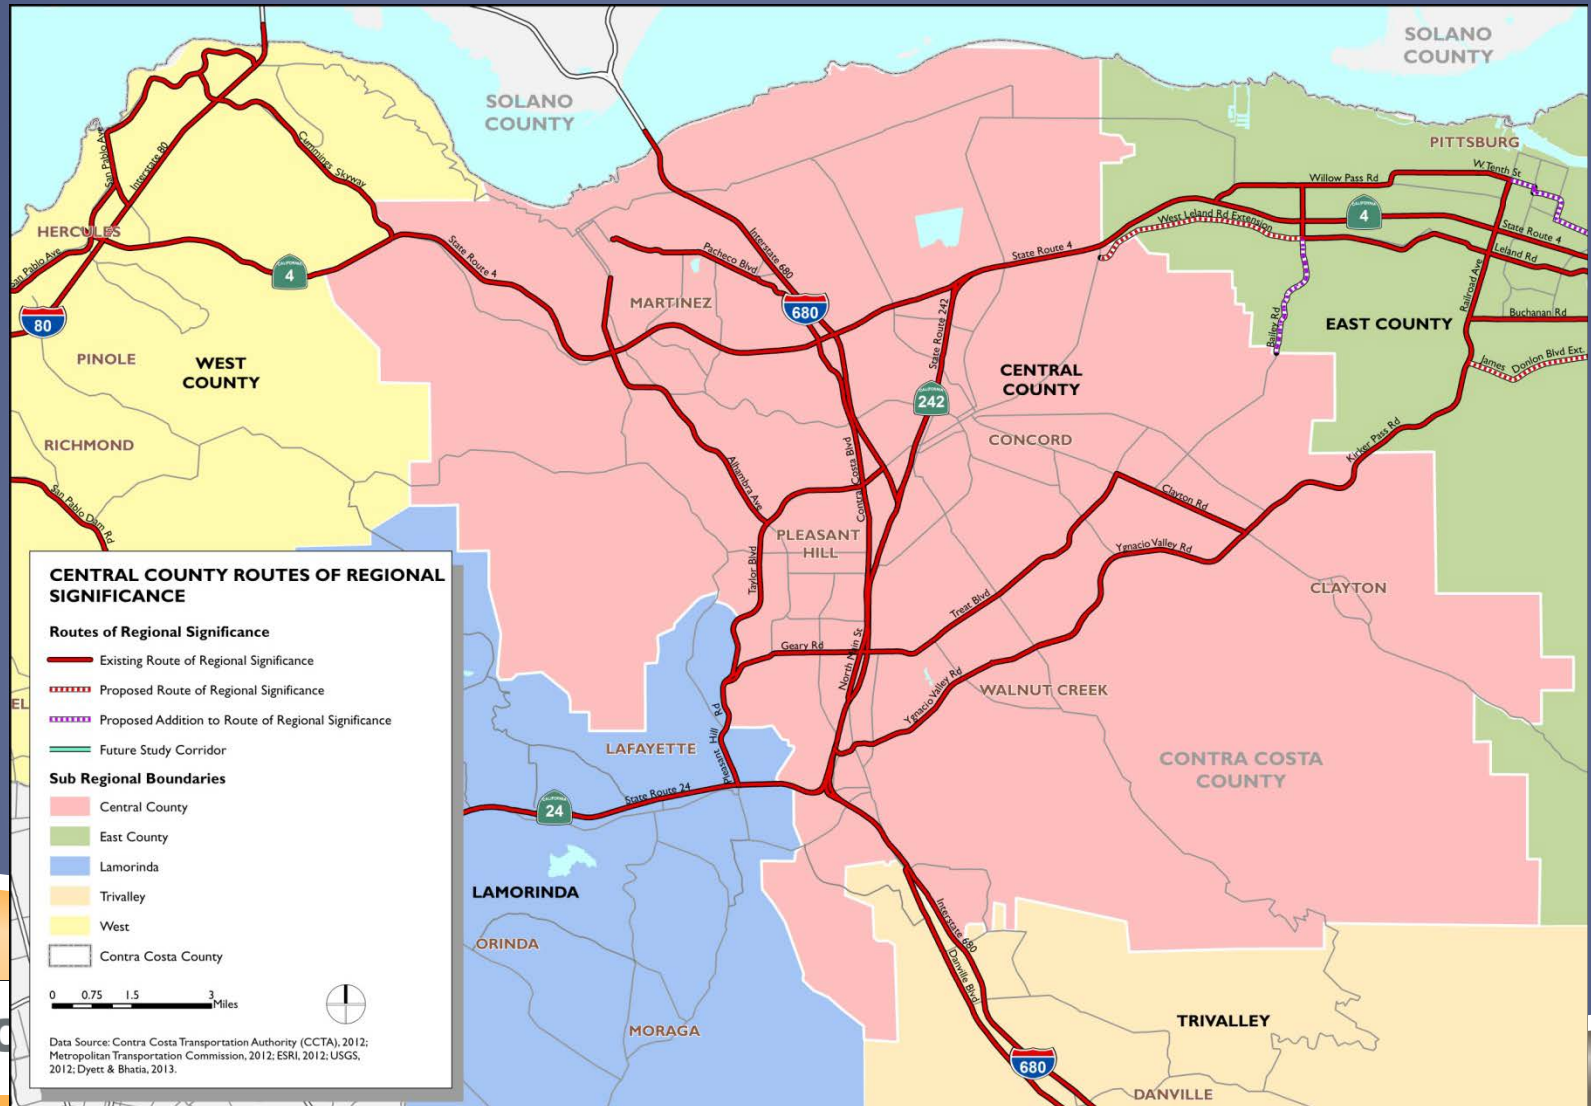 SOLANO
COUNTY
SOLANO
COUNTY
PITTSBURG
W. Tenth St
Willow Pass Rd
CALIFORNIA
4
West Leland Rd Extension
State Route 4
Leland Rd
State Route 4
Railroad Ave
Buchanan Rd
Bailey Rd
EAST COUNTY
James Donlon Blvd Ext.
Kirker Pass Rd
San Pablo Ave
Interstate 80
Cummings Skyway
HERCULES
San Pablo Ave
CALIFORNIA
4
State Route 4
80
PINOLE
WEST
COUNTY
RICHMOND
San Pablo Dam Rd
Pacheco Blvd
Interstate 680
MARTINEZ
680
State Route 242
CALIFORNIA
242
CENTRAL
COUNTY
CONCORD
Contra Costa Blvd
Alhambra Ave
Clayton Rd
PLEASANT
HILL
Ygnacio Valley Rd
Taylor Blvd
Treat Blvd
CLAYTON
Geary Rd
North Main St
Ygnacio Valley Rd
WALNUT CREEK
Pleasant Hill Rd
LAFAYETTE
CONTRA COSTA
COUNTY
State Route 24
CALIFORNIA
24
LAMORINDA
ORINDA
MORAGA
Interstate 680
Danville Blvd
TRIVALLEY
680
DANVILLE
EL
CENTRAL COUNTY ROUTES OF REGIONAL
SIGNIFICANCE
Routes of Regional Significance
Existing Route of Regional Significance
Proposed Route of Regional Significance
Proposed Addition to Route of Regional Significance
Future Study Corridor
Sub Regional Boundaries
Central County
East County
Lamorinda
Trivalley
West
Contra Costa County
0 0.75 1.5 3
Miles
Data Source: Contra Costa Transportation Authority (CCTA), 2012;
Metropolitan Transportation Commission, 2012; ESRI, 2012; USGS,
2012; Dyett & Bhatia, 2013.